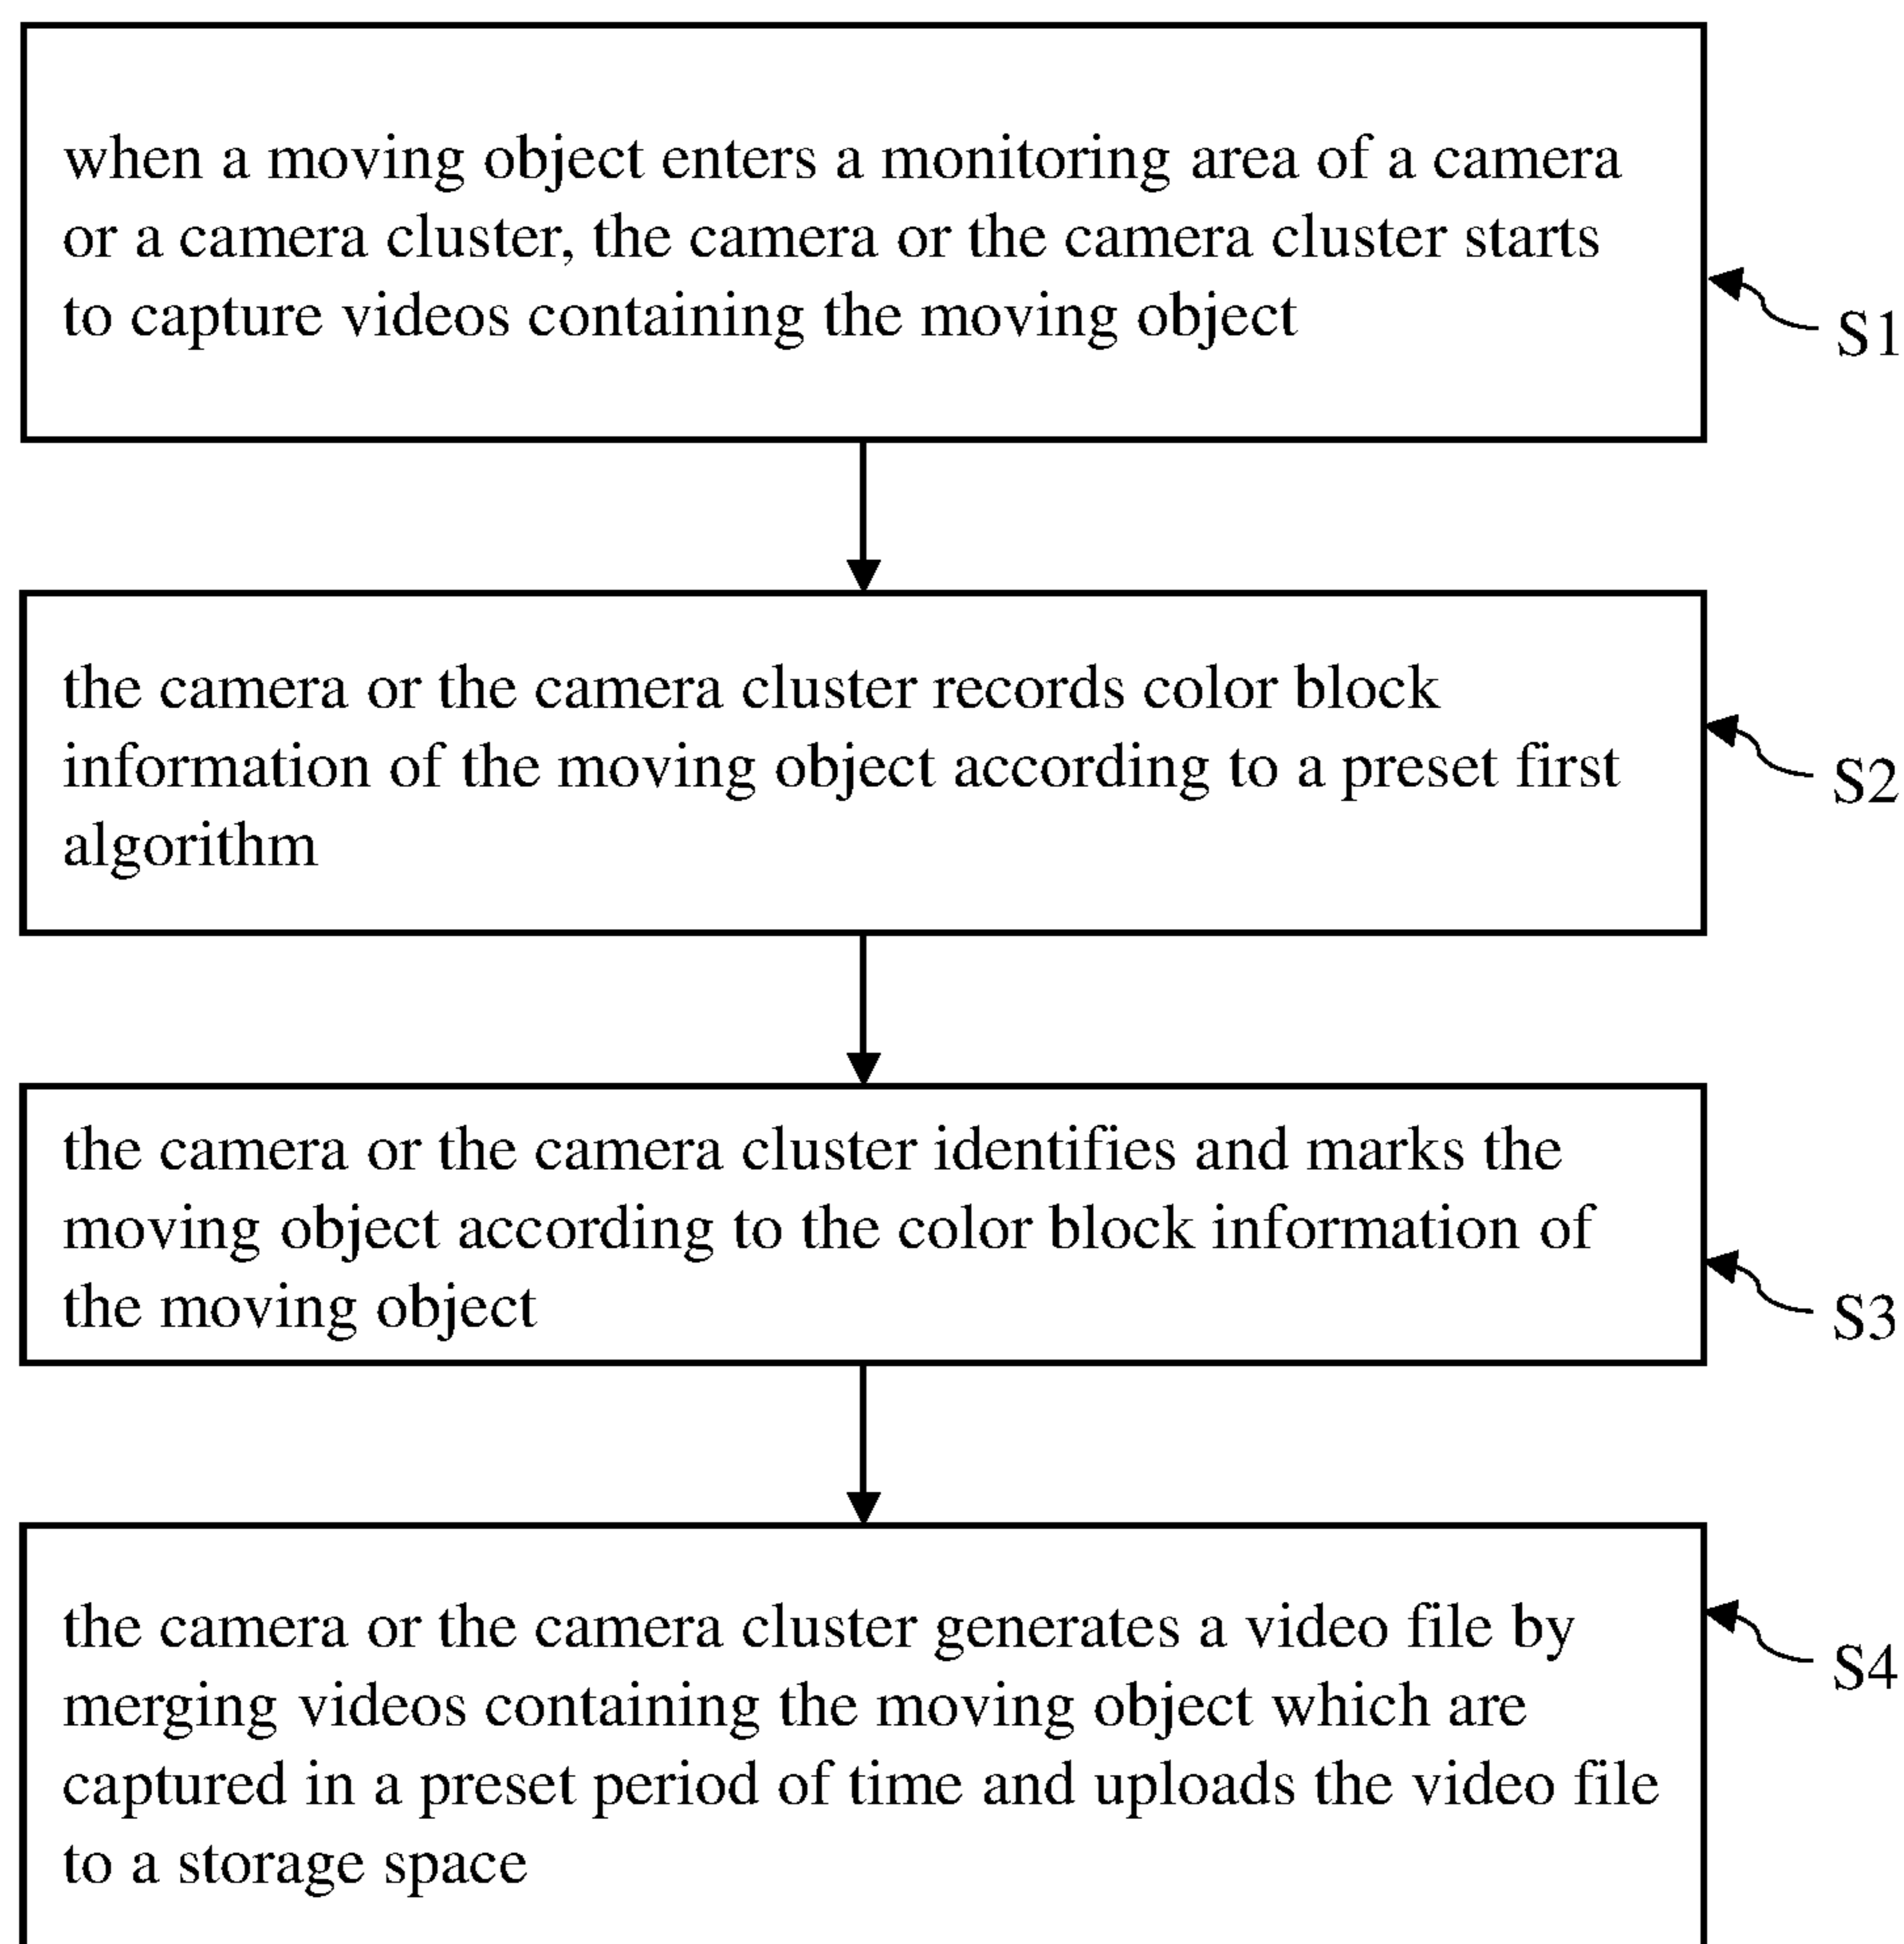 when a moving object enters a monitoring area of a camera
or a camera cluster, the camera or the camera cluster starts
to capture videos containing the moving object
S1
the camera or the camera cluster records color block
information of the moving object according to a preset first
algorithm
S2
the camera or the camera cluster identifies and marks the
moving object according to the color block information of
the moving object
S3
the camera or the camera cluster generates a video file by
merging videos containing the moving object which are
captured in a preset period of time and uploads the video file
to a storage space
S4